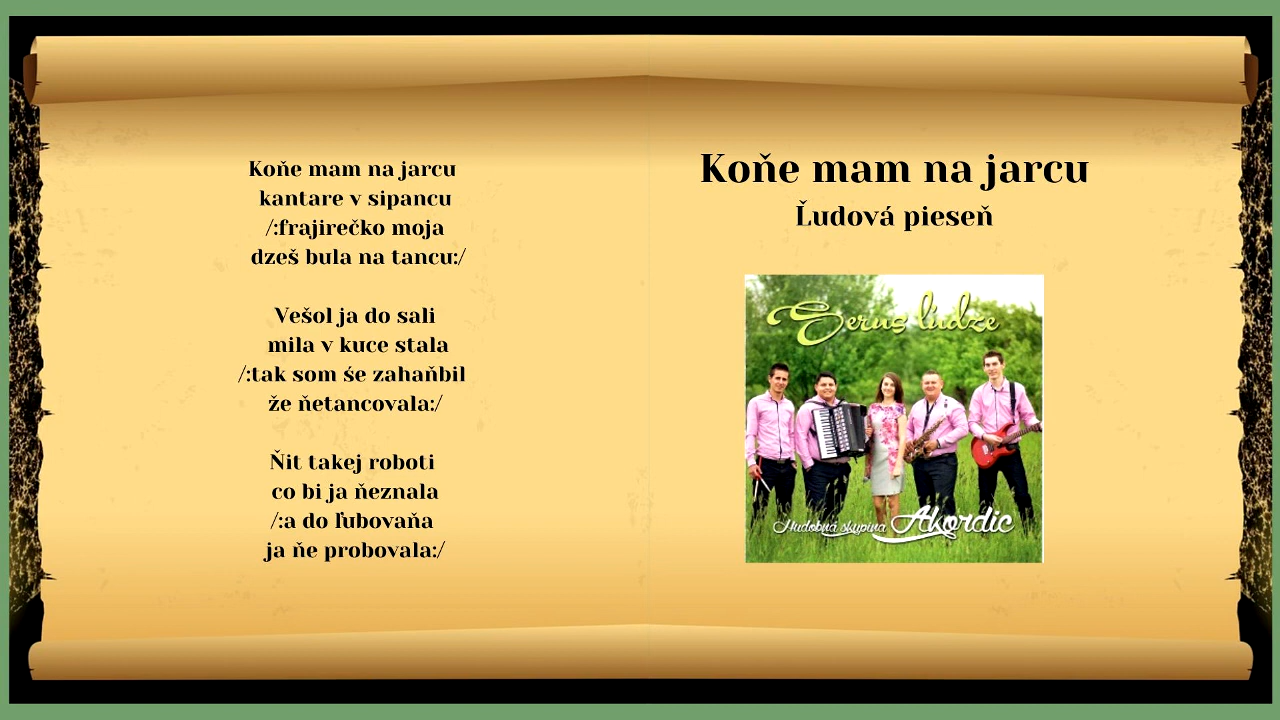 Koňe mam na jarcu
kantare v sipancu
/:frajirečko moja
dzeš bula na tancu:/
Vešol ja do sali
mila v kuce stala
/:tak som śe zahaňbil
že ňetancovala:/
Ňit takej roboti
co bi ja ňeznala
/:a do ľubovaňa
ja ňe probovala:/
Koňe mam na jarcu
Ľudová pieseň
Serus ľudze
Hudobná skupina Akordic